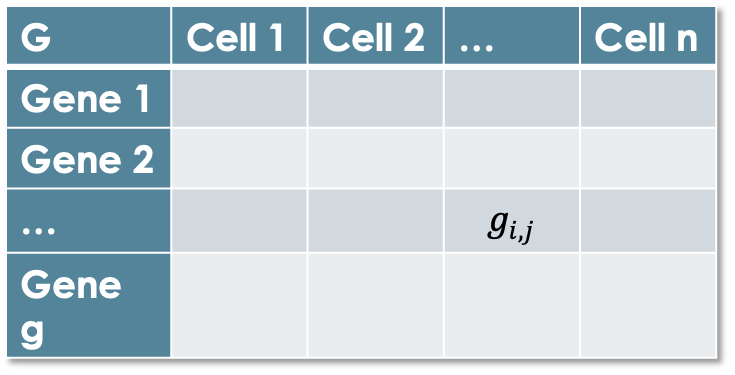 G Cell 1 Cell 2 ... Cell n
Gene 1
Gene 2
... g_{i,j}
Gene
g